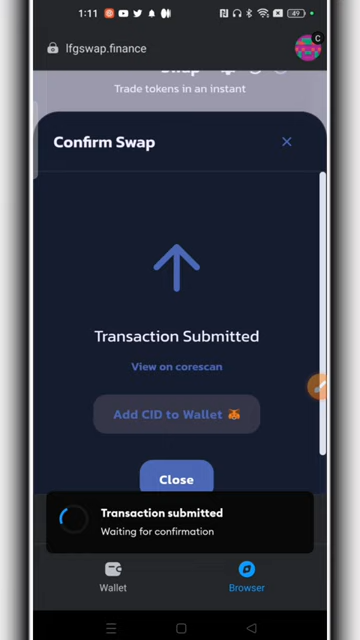 1:11
49
lfgswap.finance
C
Swap
Trade tokens in an instant
Confirm Swap
Transaction Submitted
View on corescan
Add CID to Wallet
Close
Transaction submitted
Waiting for confirmation
Wallet
Browser